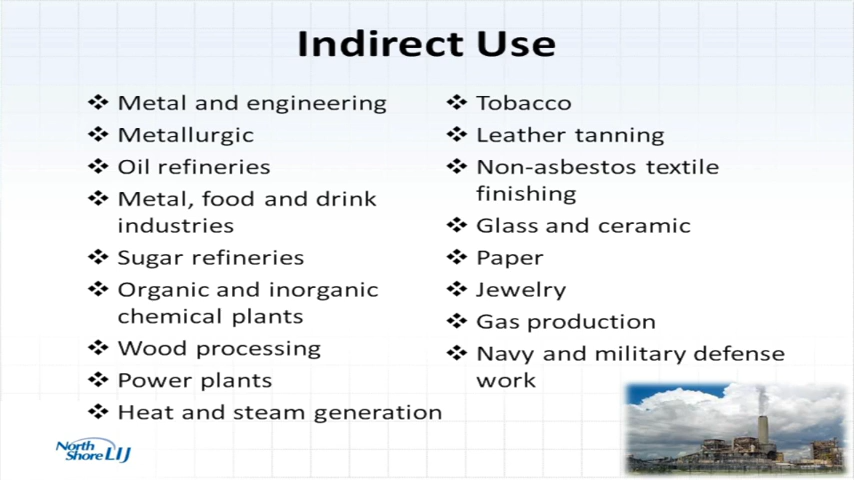 Indirect Use
Metal and engineering
Metallurgic
Oil refineries
Metal, food and drink
industries
Sugar refineries
Organic and inorganic
chemical plants
Wood processing
Power plants
Heat and steam generation
Tobacco
Leather tanning
Non-asbestos textile
finishing
Glass and ceramic
Paper
Jewelry
Gas production
Navy and military defense
work
North
Shore LIJ